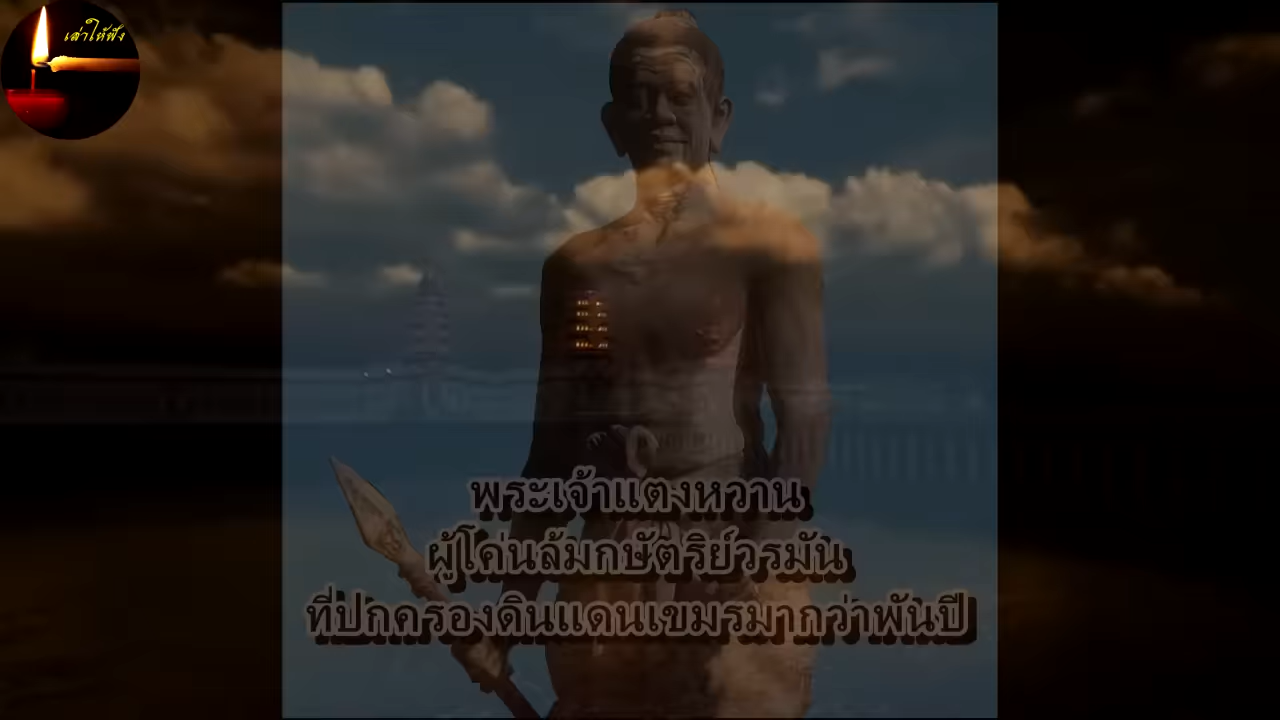 เล่าให้ฟัง
พระเจ้าแตงหวาน
ผู้โค่นล้มกษัตริย์วรมัน
ที่ปกครองดินแดนเขมรมากว่าพันปี